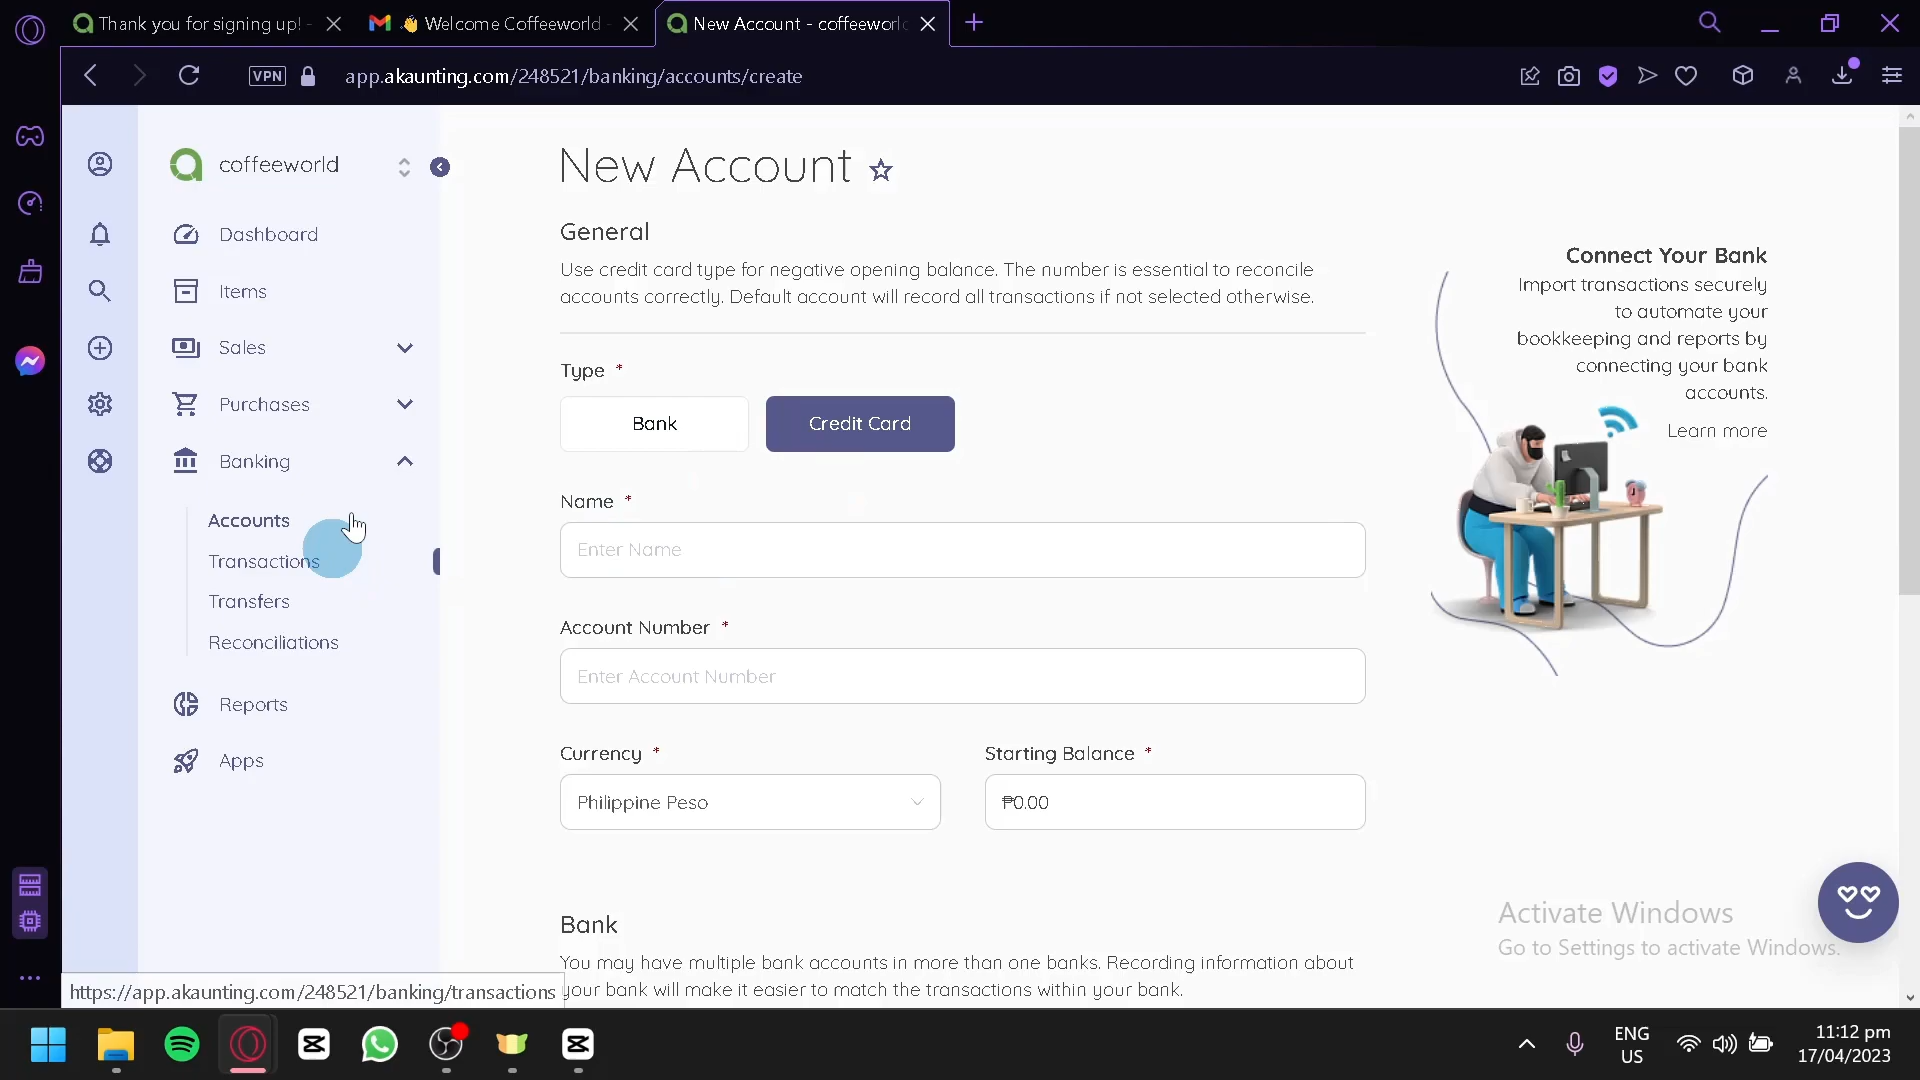 Thank you for signing up! -
👋 Welcome Coffeeworld -
New Account - coffeeworld
VPN
app.akaunting.com/248521/banking/accounts/create
coffeeworld
Dashboard
Items
Sales
Purchases
Banking
Accounts
Transactions
Transfers
Reconciliations
Reports
Apps
New Account
General
Use credit card type for negative opening balance. The number is essential to reconcile
accounts correctly. Default account will record all transactions if not selected otherwise.
Type *
Bank
Credit Card
Name *
Enter Name
Account Number *
Enter Account Number
Currency *
Starting Balance *
Philippine Peso
₱0.00
Bank
You may have multiple bank accounts in more than one banks. Recording information about
your bank will make it easier to match the transactions within your bank.
Connect Your Bank
Import transactions securely
to automate your
bookkeeping and reports by
connecting your bank
accounts.
Learn more
Activate Windows
Go to Settings to activate Windows.
https://app.akaunting.com/248521/banking/transactions
ENG
US
11:12 pm
17/04/2023